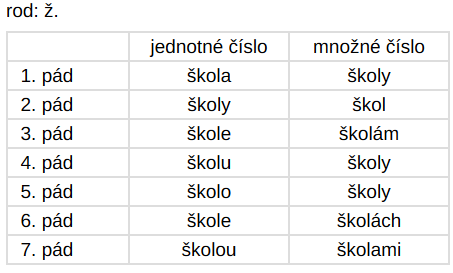 rod: ž.
jednotné číslo množné číslo
1. pád škola školy
2. pád školy škol
3. pád škole školám
4. pád školu školy
5. pád školo školy
6. pád škole školách
7. pád školou školami